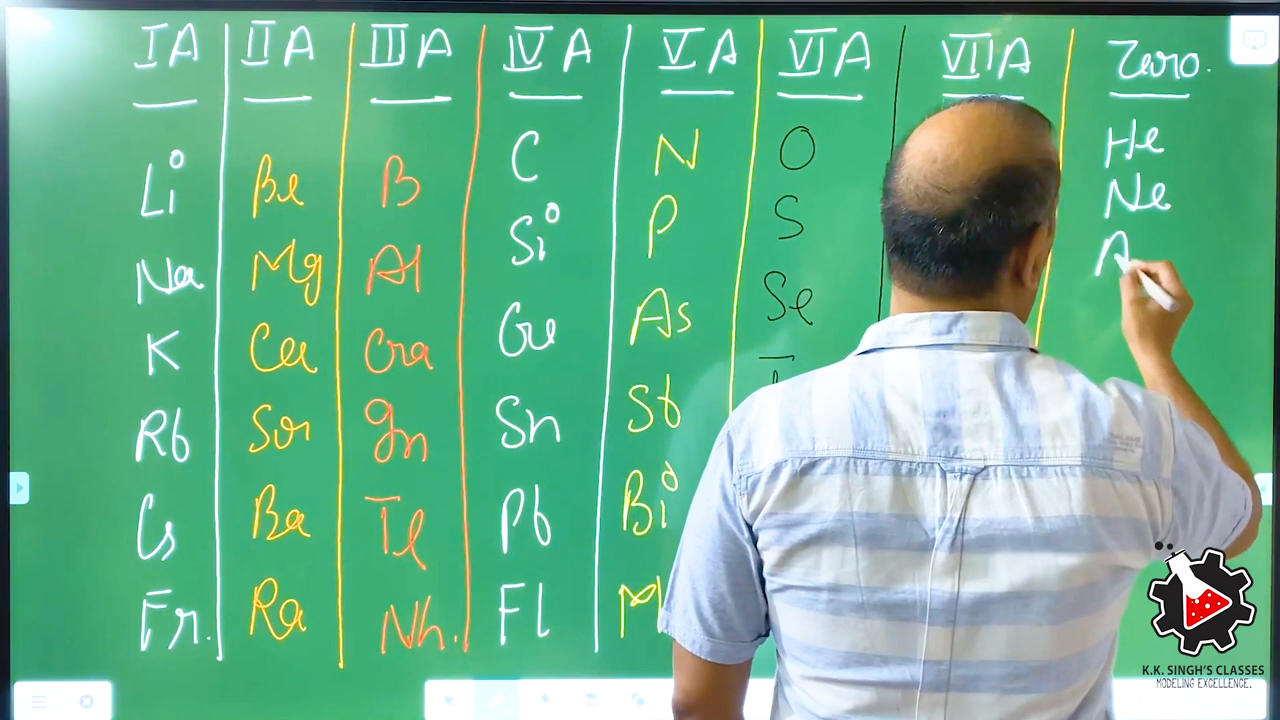 IA IIA IIIA IVA VA VIA VIIA Zero.
Li Be B C N O He
Na Mg Al Si P S Ne
K Ca Ga Ge As Se A
Rb Sr In Sn Sb
Cs Ba Tl Pb Bi
Fr. Ra Nh. Fl M
K.K. SINGH'S CLASSES
MODELING EXCELLENCE.